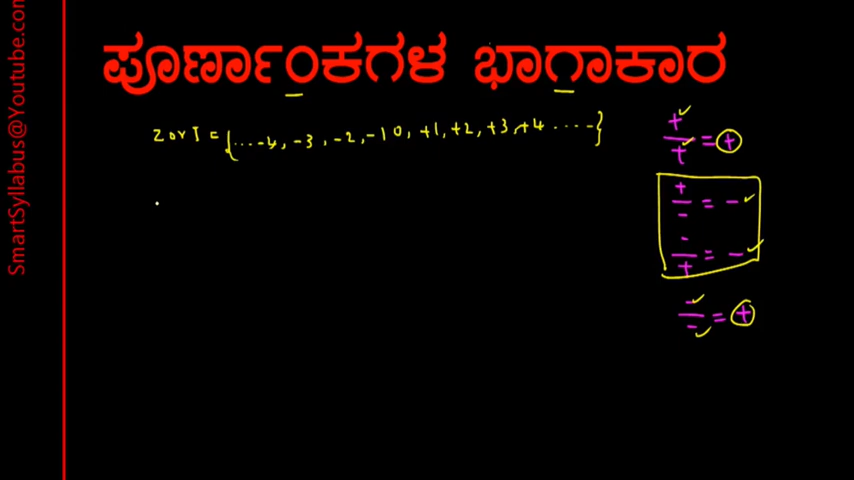 ಪೂರ್ಣಾಂಕಗಳ ಭಾಗಾಕಾರ
Z or I = {....-4, -3, -2, -1 0, +1, +2, +3, +4 .....}
+/+ = +
+/- = -
-/+ = -
-/- = +
SmartSyllabus@Youtube.com